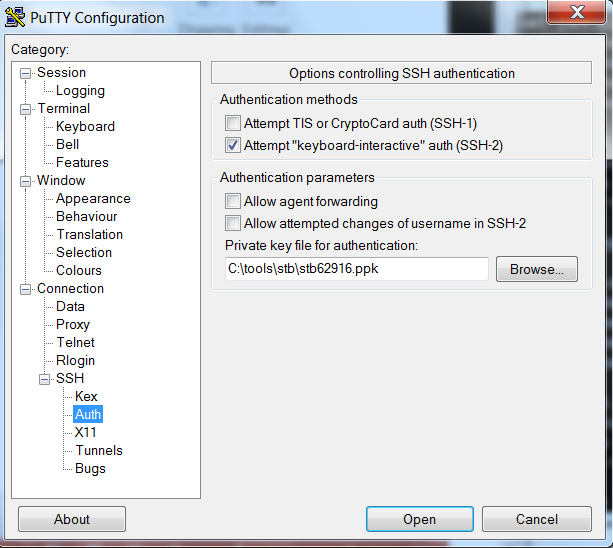 PuTTY Configuration
Category:
Session
Logging
Terminal
Keyboard
Bell
Features
Window
Appearance
Behaviour
Translation
Selection
Colours
Connection
Data
Proxy
Telnet
Rlogin
SSH
Kex
Auth
X11
Tunnels
Bugs
Options controlling SSH authentication
Authentication methods
Attempt TIS or CryptoCard auth (SSH-1)
Attempt "keyboard-interactive" auth (SSH-2)
Authentication parameters
Allow agent forwarding
Allow attempted changes of username in SSH-2
Private key file for authentication:
C:\tools\stb\stb62916.ppk
Browse...
About
Open
Cancel